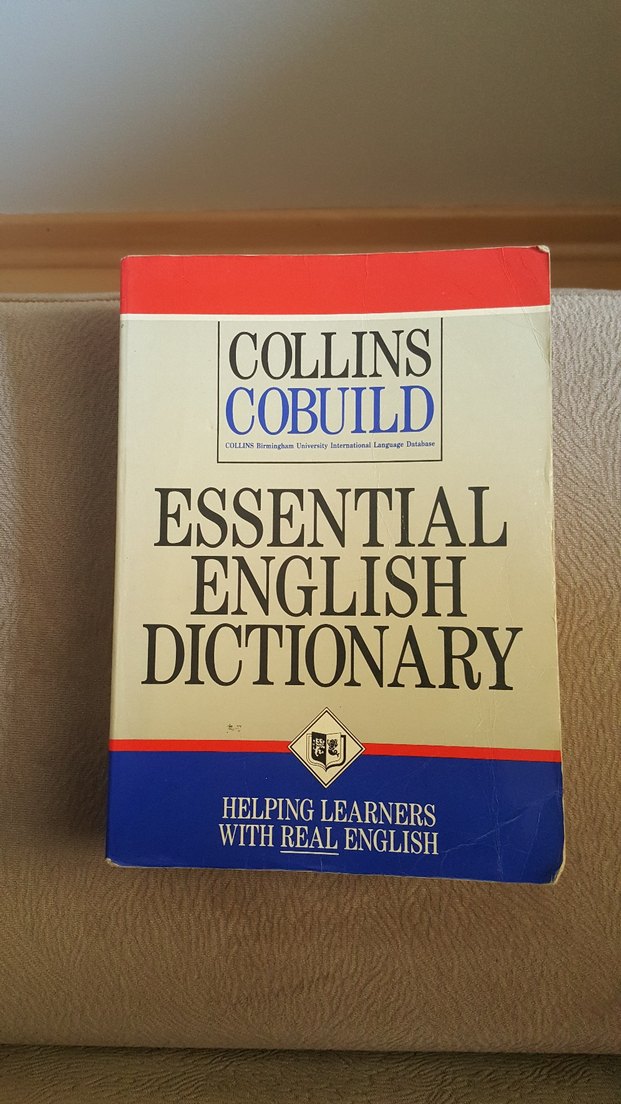 COLLINS
COBUILD
COLLINS Birmingham University International Language Database
ESSENTIAL
ENGLISH
DICTIONARY
HELPING LEARNERS
WITH REAL ENGLISH